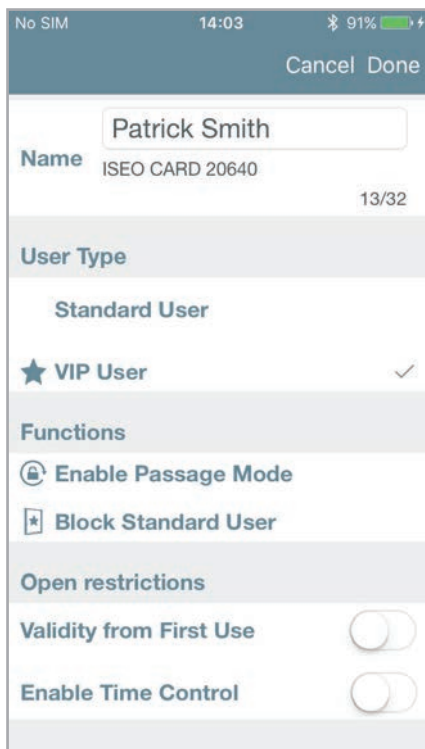 No SIM 14:03 91%
Cancel Done
Patrick Smith
Name
ISEO CARD 20640
13/32
User Type
Standard User
VIP User
Functions
Enable Passage Mode
Block Standard User
Open restrictions
Validity from First Use
Enable Time Control